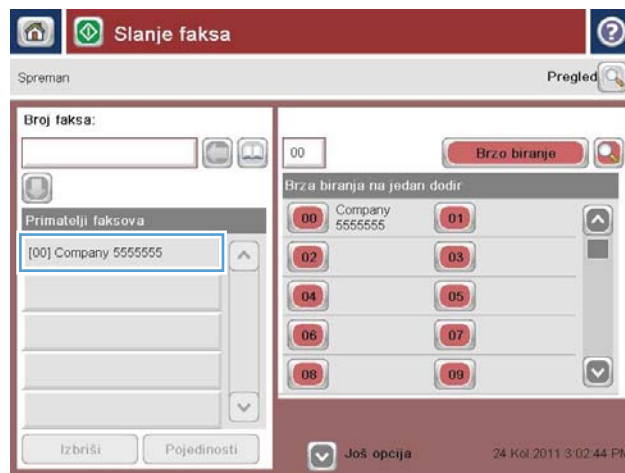 Slanje faksa
Spreman
Pregled
Broj faksa:
Primatelji faksova
[00] Company 5555555
Izbriši
Pojedinosti
00
Brzo biranje
Brza biranja na jedan dodir
00 Company 5555555 01
02 03
04 05
06 07
08 09
Još opcija
24 Kol 2011 3:02:44 PM